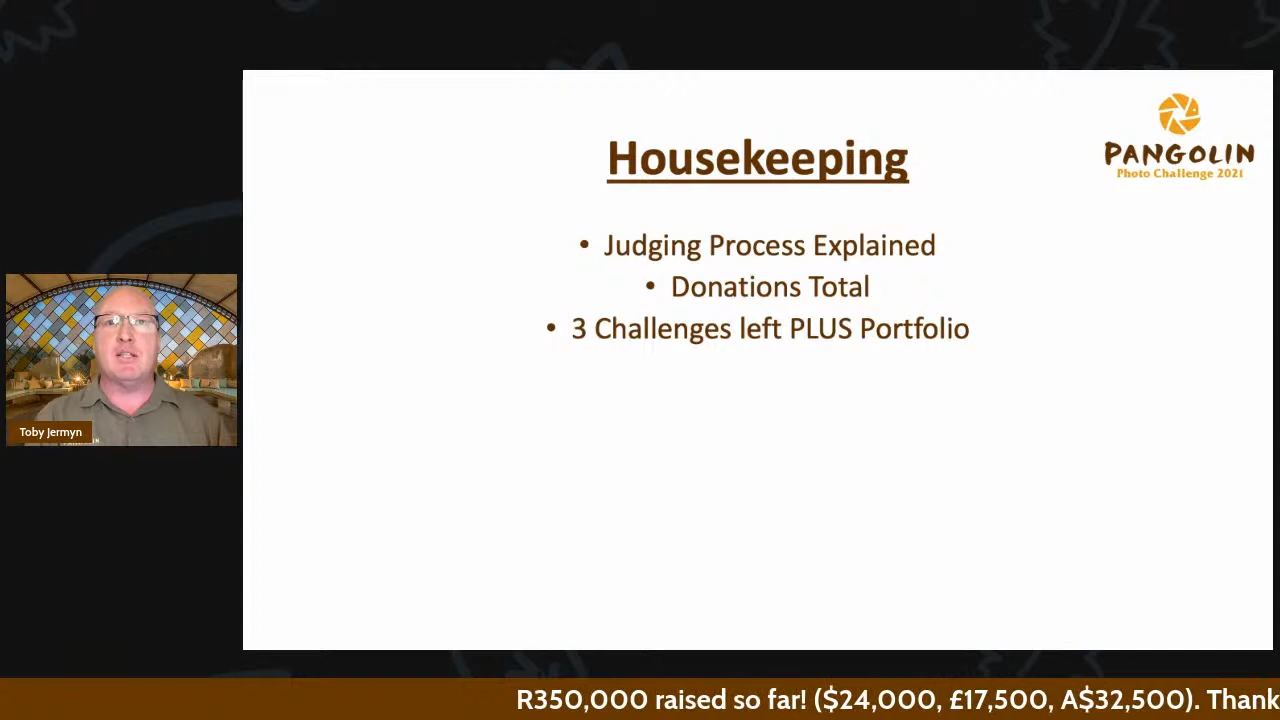 Housekeeping
PANGOLIN
Photo Challenge 2021
• Judging Process Explained
• Donations Total
• 3 Challenges left PLUS Portfolio
Toby Jermyn
R350,000 raised so far! ($24,000, £17,500, A$32,500). Thank